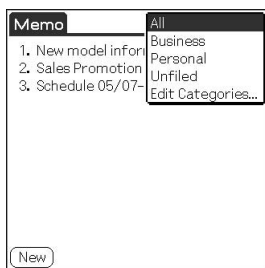 Memo
All
Business
Personal
Unfiled
Edit Categories...
1. New model infor
2. Sales Promotion
3. Schedule 05/07-
New